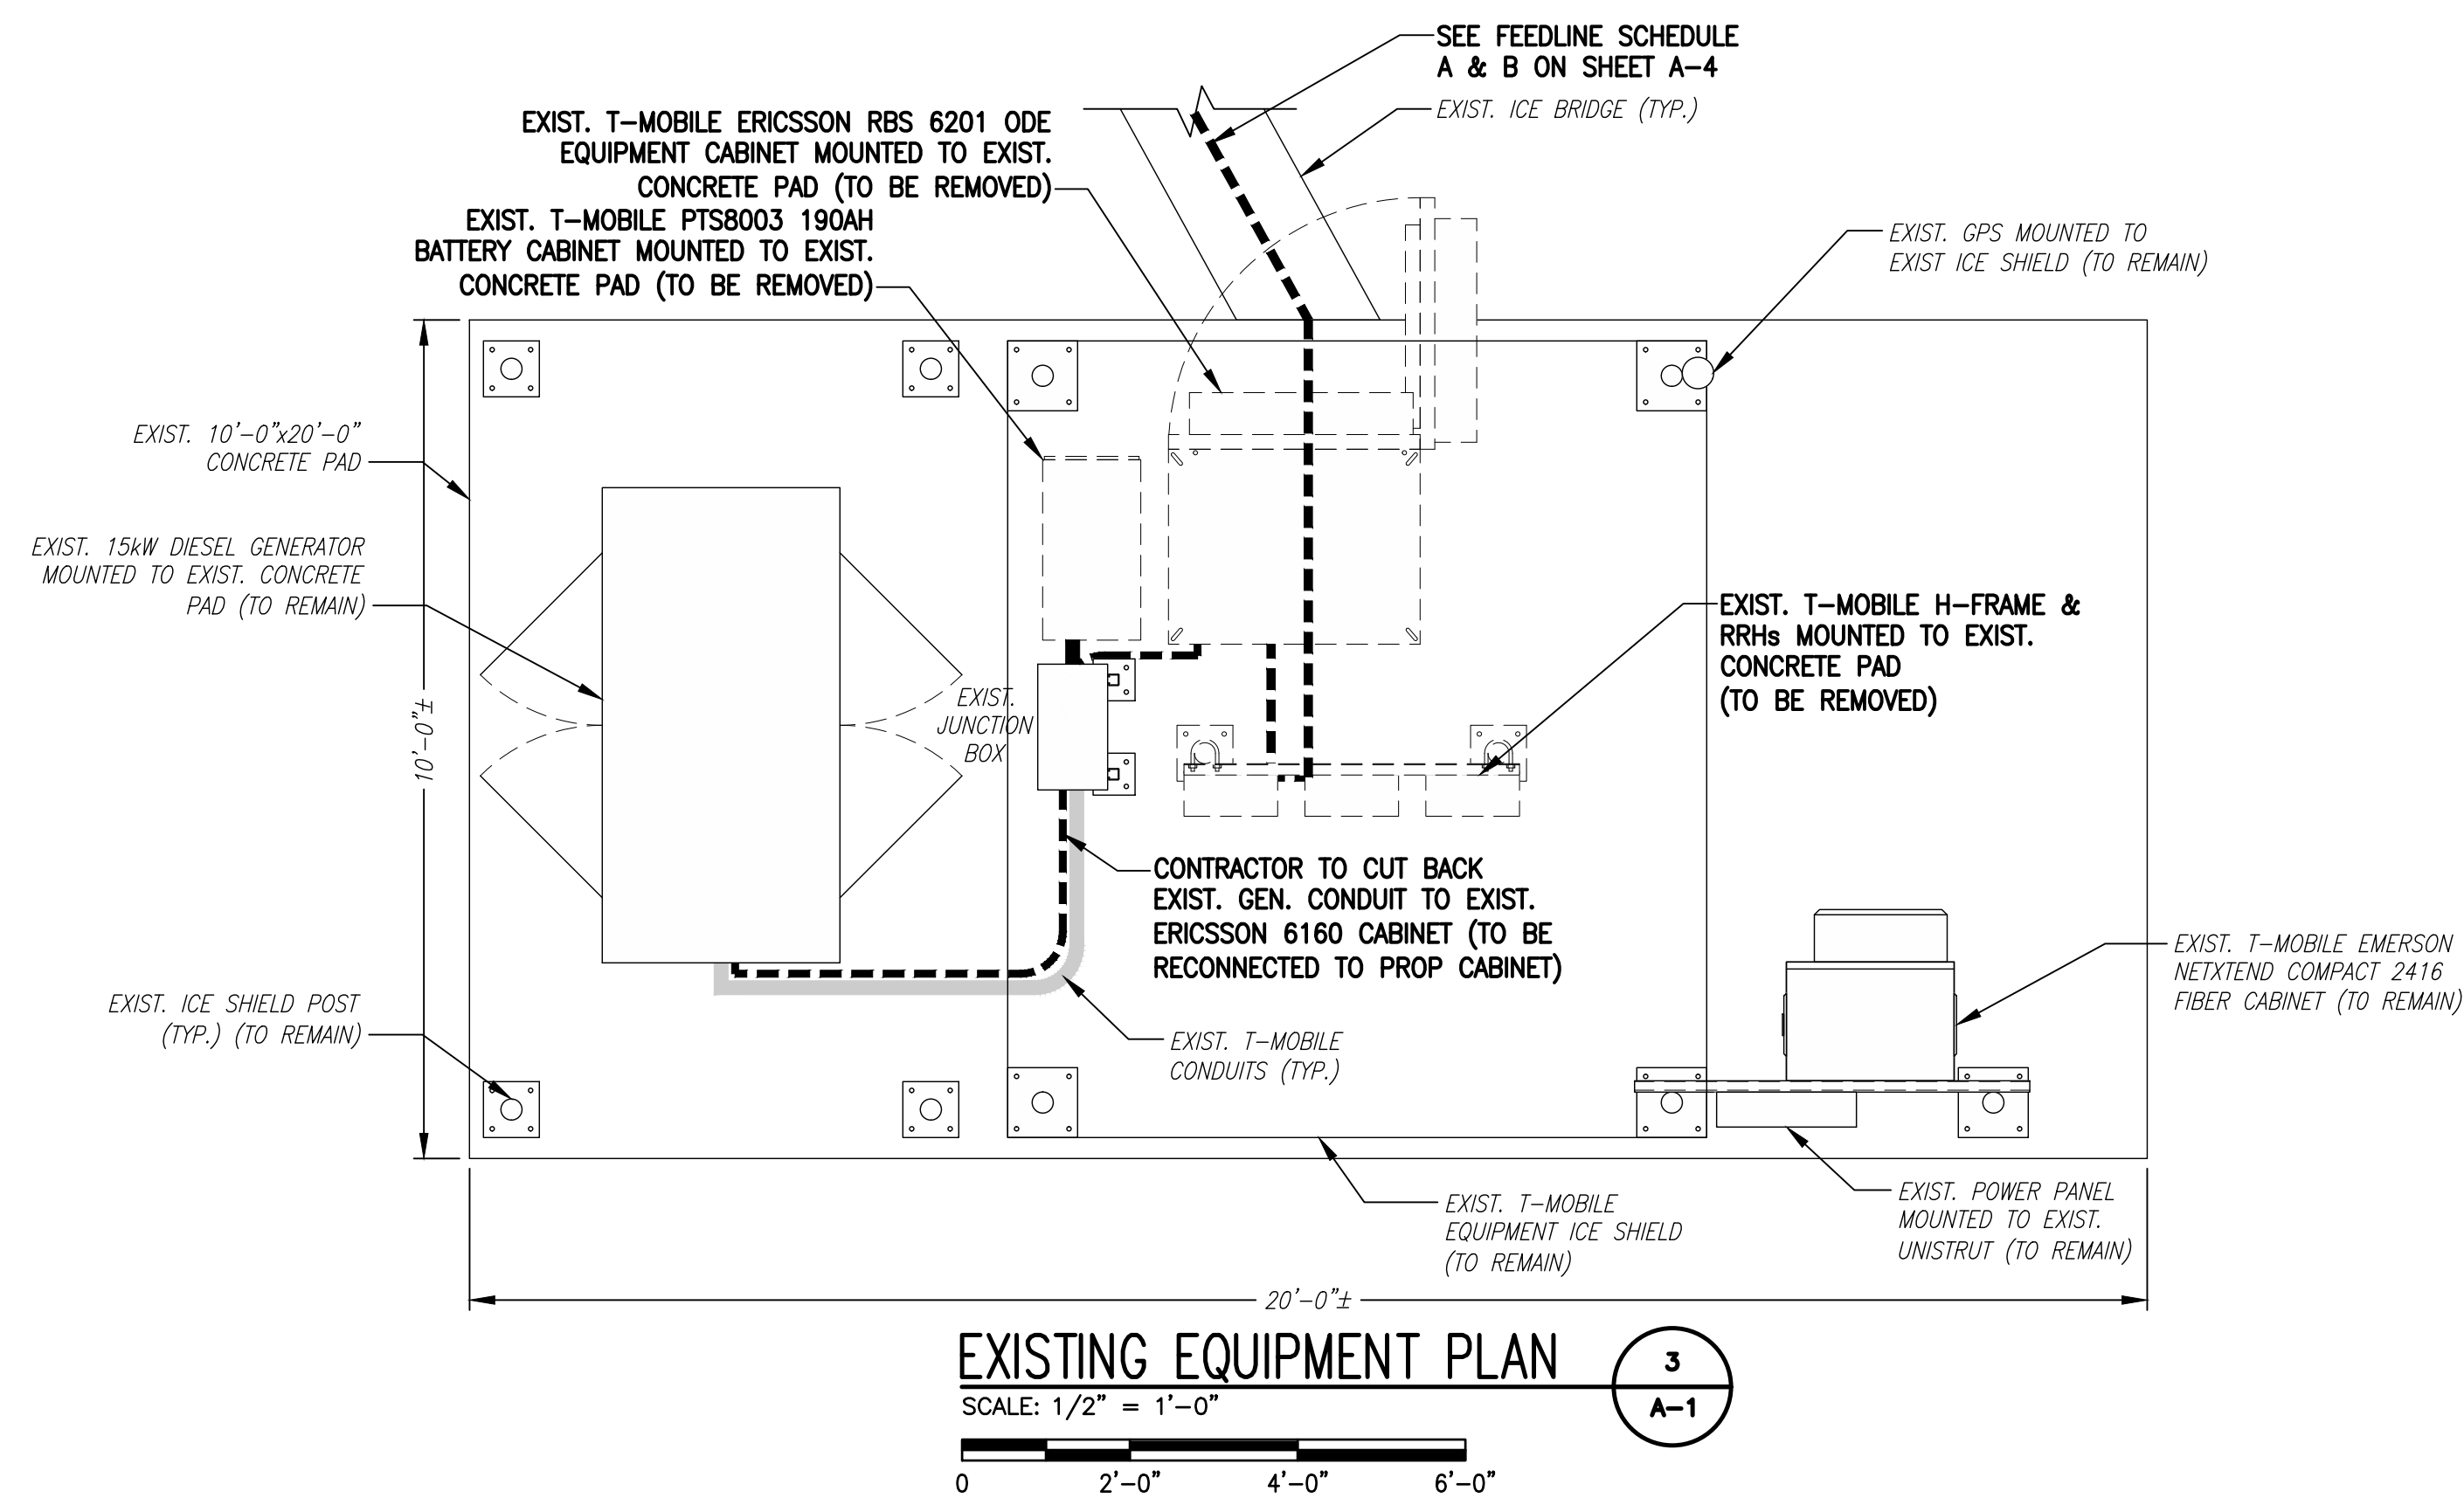 SEE FEEDLINE SCHEDULE
A & B ON SHEET A-4
EXIST. ICE BRIDGE (TYP.)
EXIST. T-MOBILE ERICSSON RBS 6201 ODE
EQUIPMENT CABINET MOUNTED TO EXIST.
CONCRETE PAD (TO BE REMOVED)
EXIST. T-MOBILE PTS8003 190AH
BATTERY CABINET MOUNTED TO EXIST.
CONCRETE PAD (TO BE REMOVED)
EXIST. GPS MOUNTED TO
EXIST ICE SHIELD (TO REMAIN)
EXIST. 10'-0"x20'-0"
CONCRETE PAD
EXIST. 15kW DIESEL GENERATOR
MOUNTED TO EXIST. CONCRETE
PAD (TO REMAIN)
10'-0"±
EXIST.
JUNCTION
BOX
EXIST. T-MOBILE H-FRAME &
RRHs MOUNTED TO EXIST.
CONCRETE PAD
(TO BE REMOVED)
CONTRACTOR TO CUT BACK
EXIST. GEN. CONDUIT TO EXIST.
ERICSSON 6160 CABINET (TO BE
RECONNECTED TO PROP CABINET)
EXIST. T-MOBILE EMERSON
NETXTEND COMPACT 2416
FIBER CABINET (TO REMAIN)
EXIST. ICE SHIELD POST
(TYP.) (TO REMAIN)
EXIST. T-MOBILE
CONDUITS (TYP.)
EXIST. T-MOBILE
EQUIPMENT ICE SHIELD
(TO REMAIN)
EXIST. POWER PANEL
MOUNTED TO EXIST.
UNISTRUT (TO REMAIN)
20'-0"±
EXISTING EQUIPMENT PLAN
3
A-1
SCALE: 1/2" = 1'-0"
0 2'-0" 4'-0" 6'-0"